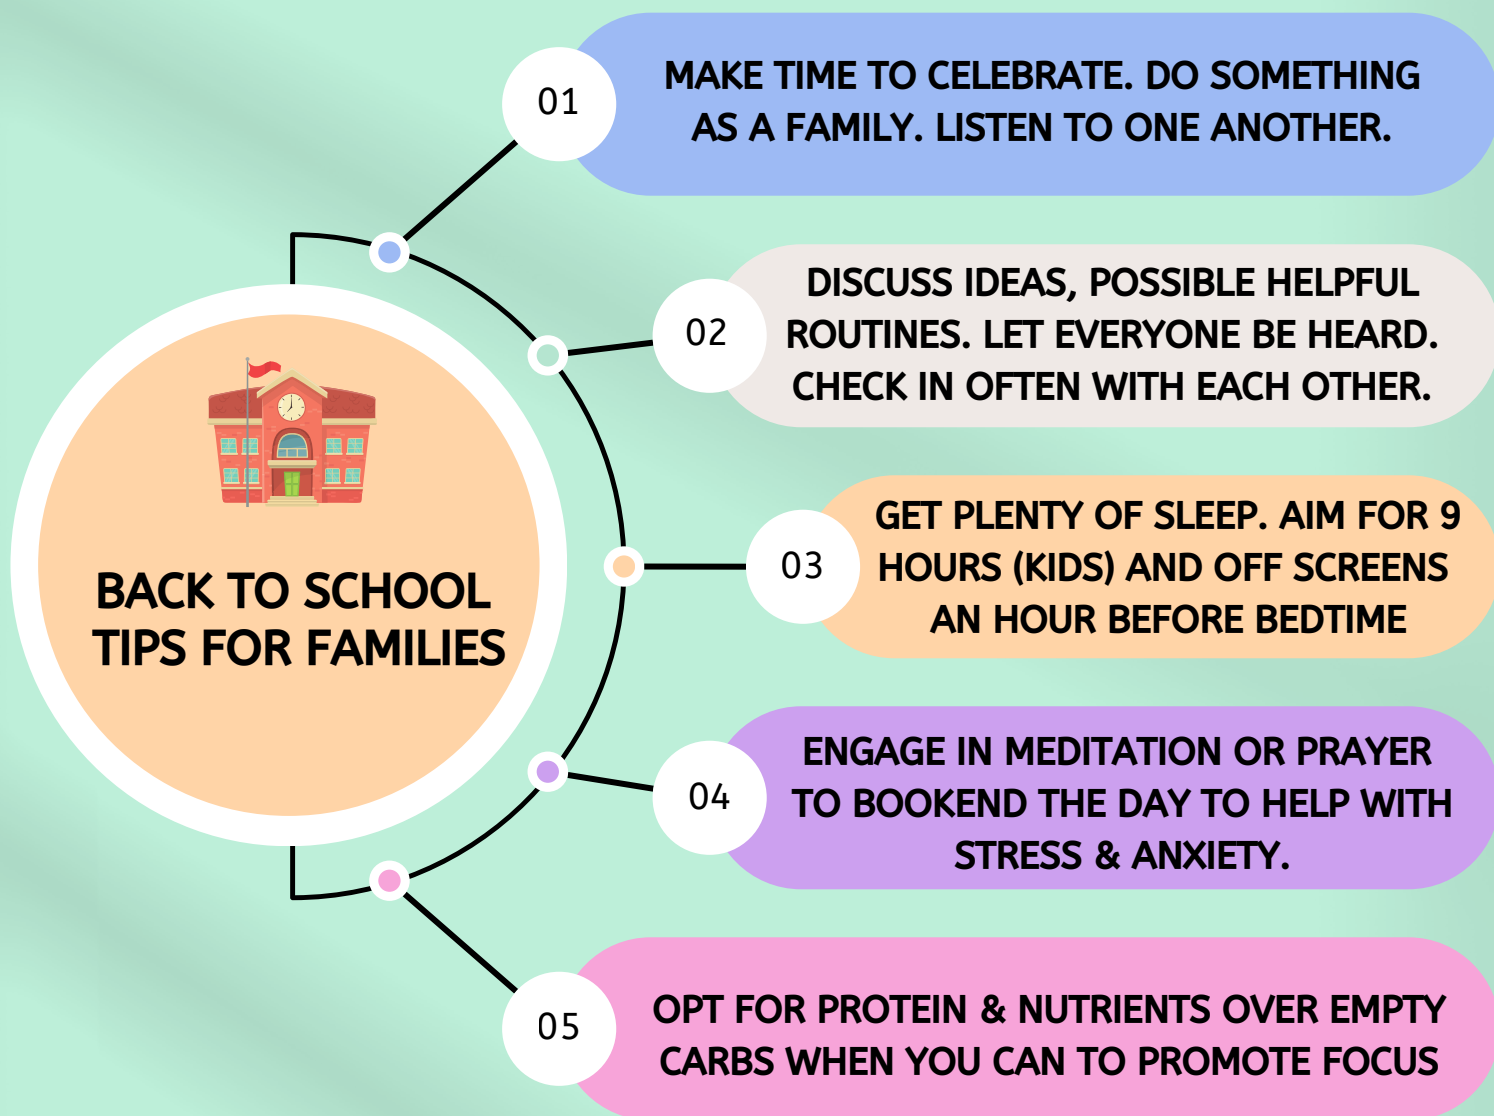 BACK TO SCHOOL
TIPS FOR FAMILIES
01
MAKE TIME TO CELEBRATE. DO SOMETHING
AS A FAMILY. LISTEN TO ONE ANOTHER.
02
DISCUSS IDEAS, POSSIBLE HELPFUL
ROUTINES. LET EVERYONE BE HEARD.
CHECK IN OFTEN WITH EACH OTHER.
03
GET PLENTY OF SLEEP. AIM FOR 9
HOURS (KIDS) AND OFF SCREENS
AN HOUR BEFORE BEDTIME
04
ENGAGE IN MEDITATION OR PRAYER
TO BOOKEND THE DAY TO HELP WITH
STRESS & ANXIETY.
05
OPT FOR PROTEIN & NUTRIENTS OVER EMPTY
CARBS WHEN YOU CAN TO PROMOTE FOCUS